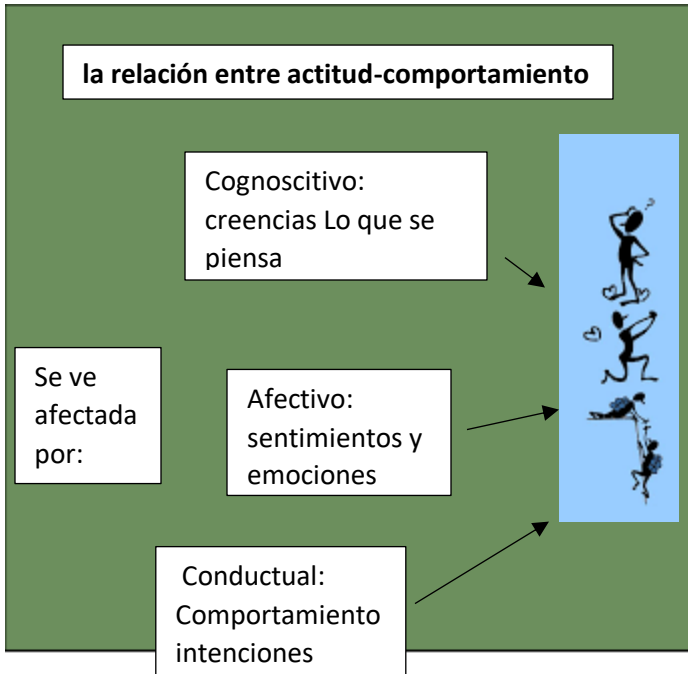 la relación entre actitud-comportamiento
Cognoscitivo:
creencias Lo que se
piensa
Se ve
afectada
por:
Afectivo:
sentimientos y
emociones
Conductual:
Comportamiento
intenciones
?